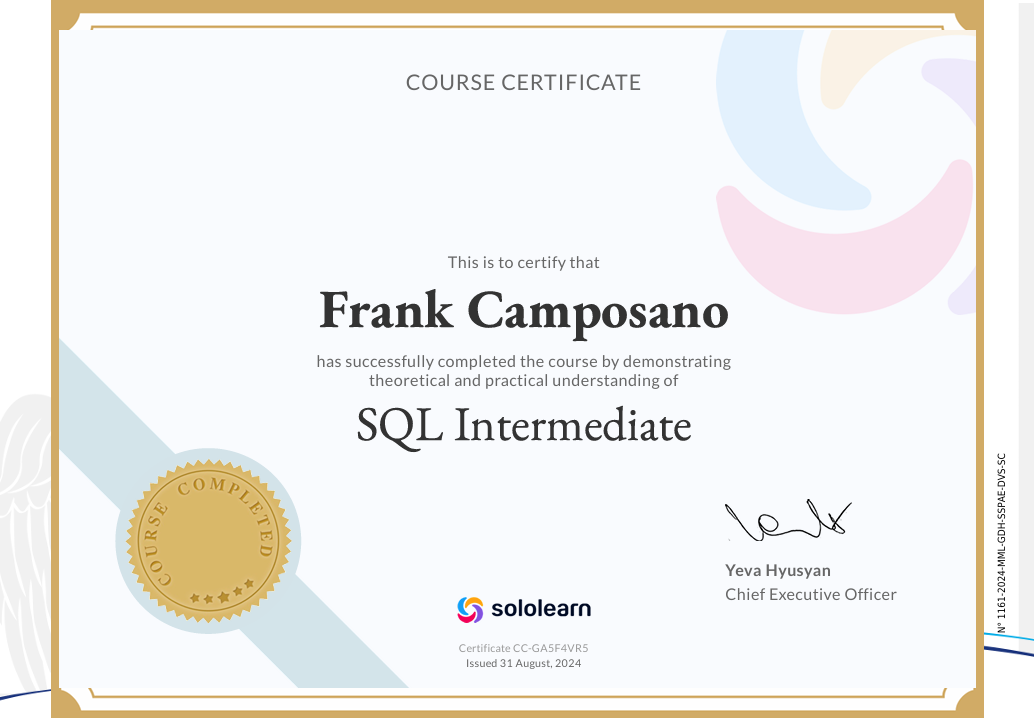 COURSE CERTIFICATE
This is to certify that
Frank Camposano
has successfully completed the course by demonstrating
theoretical and practical understanding of
SQL Intermediate
COURSE COMPLETED
Yeva Hyusyan
Chief Executive Officer
sololearn
Certificate CC-GA5F4VR5
Issued 31 August, 2024
N° 1161-2024-MML-GDH-SSPAE-DVS-SC